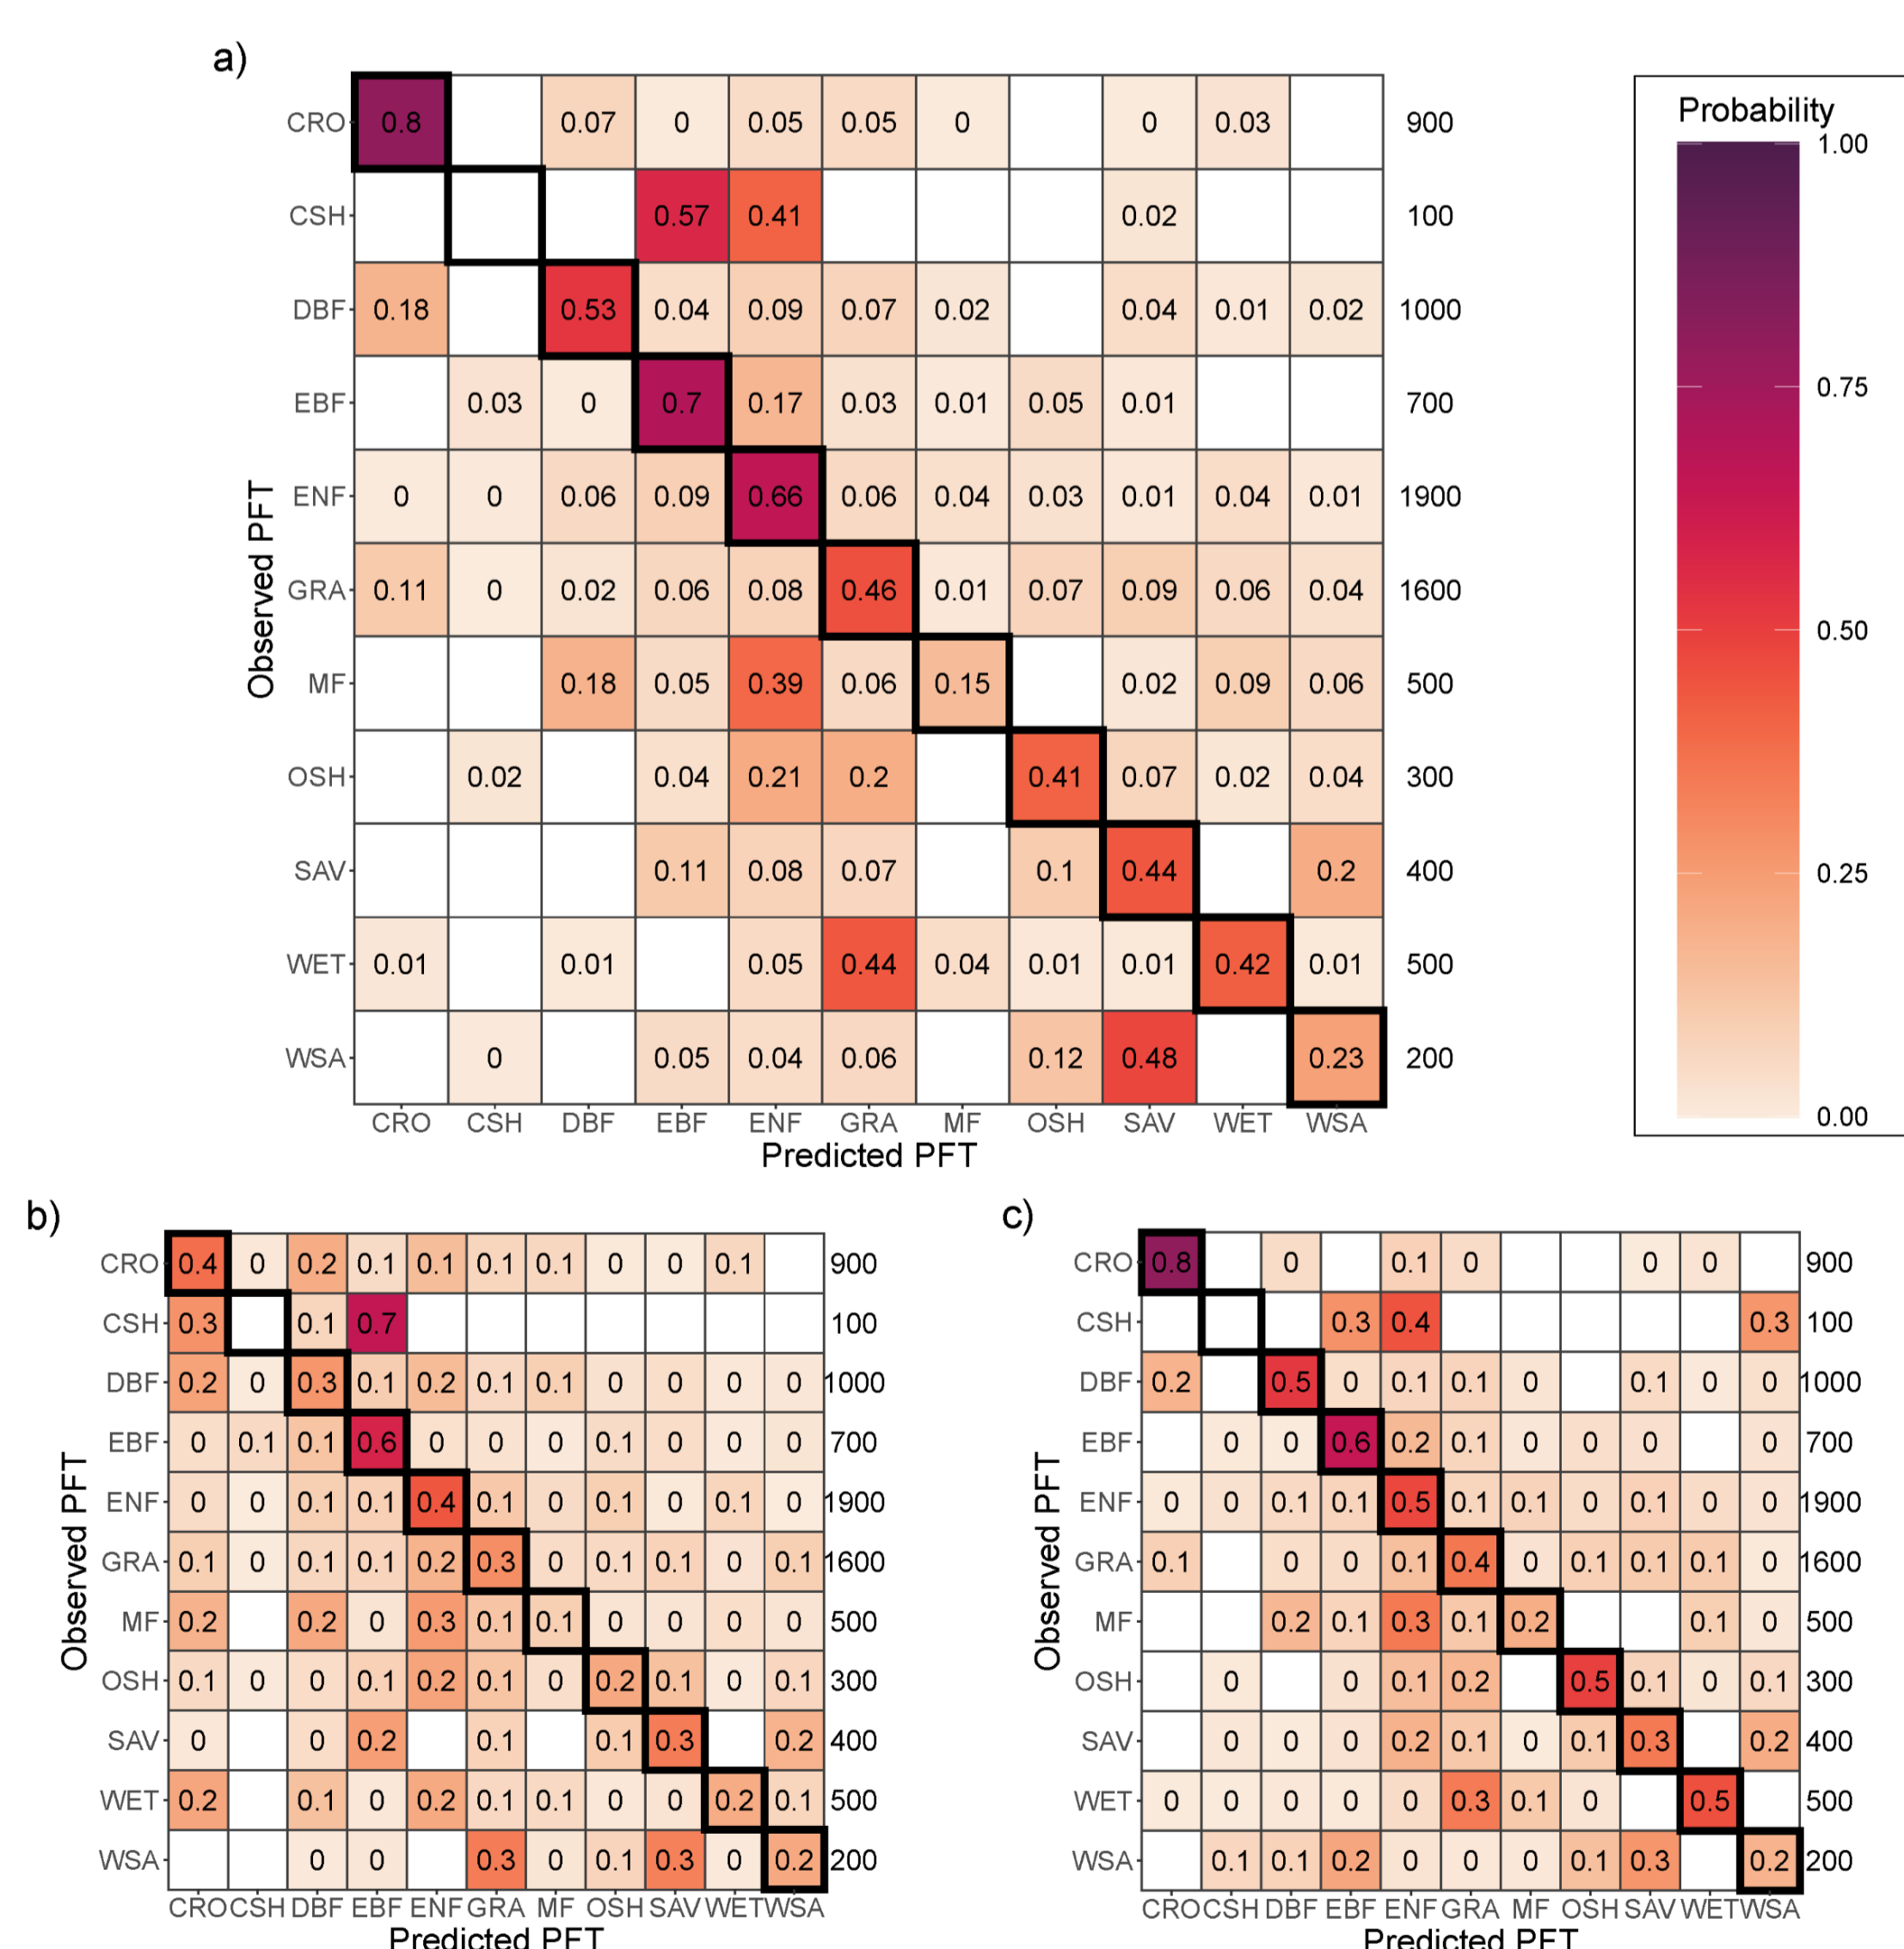 a)
CRO 0.8 0.07 0 0.05 0.05 0 0 0.03 900
CSH 0.57 0.41 0.02 100
DBF 0.18 0.53 0.04 0.09 0.07 0.02 0.04 0.01 0.02 1000
EBF 0.03 0 0.7 0.17 0.03 0.01 0.05 0.01 700
ENF 0 0 0.06 0.09 0.66 0.06 0.04 0.03 0.01 0.04 0.01 1900
GRA 0.11 0 0.02 0.06 0.08 0.46 0.01 0.07 0.09 0.06 0.04 1600
MF 0.18 0.05 0.39 0.06 0.15 0.02 0.09 0.06 500
OSH 0.02 0.04 0.21 0.2 0.41 0.07 0.02 0.04 300
SAV 0.11 0.08 0.07 0.1 0.44 0.2 400
WET 0.01 0.01 0.05 0.44 0.04 0.01 0.01 0.42 0.01 500
WSA 0 0.05 0.04 0.06 0.12 0.48 0.23 200
CRO CSH DBF EBF ENF GRA MF OSH SAV WET WSA
Predicted PFT
Observed PFT
Probability
1.00
0.75
0.50
0.25
0.00
b)
CRO 0.4 0 0.2 0.1 0.1 0.1 0.1 0 0 0.1 900
CSH 0.3 0.1 0.7 100
DBF 0.2 0 0.3 0.1 0.2 0.1 0.1 0 0 0 0 1000
EBF 0 0.1 0.1 0.6 0 0 0 0.1 0 0 0 700
ENF 0 0 0.1 0.1 0.4 0.1 0 0.1 0 0.1 0 1900
GRA 0.1 0 0.1 0.1 0.2 0.3 0 0.1 0.1 0 0.1 1600
MF 0.2 0.2 0 0.3 0.1 0.1 0 0 0 0 500
OSH 0.1 0 0 0.1 0.2 0.1 0 0.2 0.1 0 0.1 300
SAV 0 0 0.2 0.1 0.1 0.3 0.2 400
WET 0.2 0.1 0 0.2 0.1 0.1 0 0 0.2 0.1 500
WSA 0 0 0.3 0 0.1 0.3 0 0.2 200
CRO CSH DBF EBF ENF GRA MF OSH SAV WET WSA
Predicted PFT
Observed PFT
c)
CRO 0.8 0 0.1 0 0 0 900
CSH 0.3 0.4 0.3 100
DBF 0.2 0.5 0 0.1 0.1 0 0.1 0 0 1000
EBF 0 0 0.6 0.2 0.1 0 0 0 0 700
ENF 0 0 0.1 0.1 0.5 0.1 0.1 0 0.1 0 0 1900
GRA 0.1 0 0 0.1 0.4 0 0.1 0.1 0.1 0 1600
MF 0.2 0.1 0.3 0.1 0.2 0.1 0 500
OSH 0 0 0.1 0.2 0.5 0.1 0 0.1 300
SAV 0 0 0 0.2 0.1 0 0.1 0.3 0.2 400
WET 0 0 0 0 0 0.3 0.1 0 0.5 500
WSA 0.1 0.1 0.2 0 0 0 0.1 0.3 0.2 200
CRO CSH DBF EBF ENF GRA MF OSH SAV WET WSA
Predicted PFT
Observed PFT